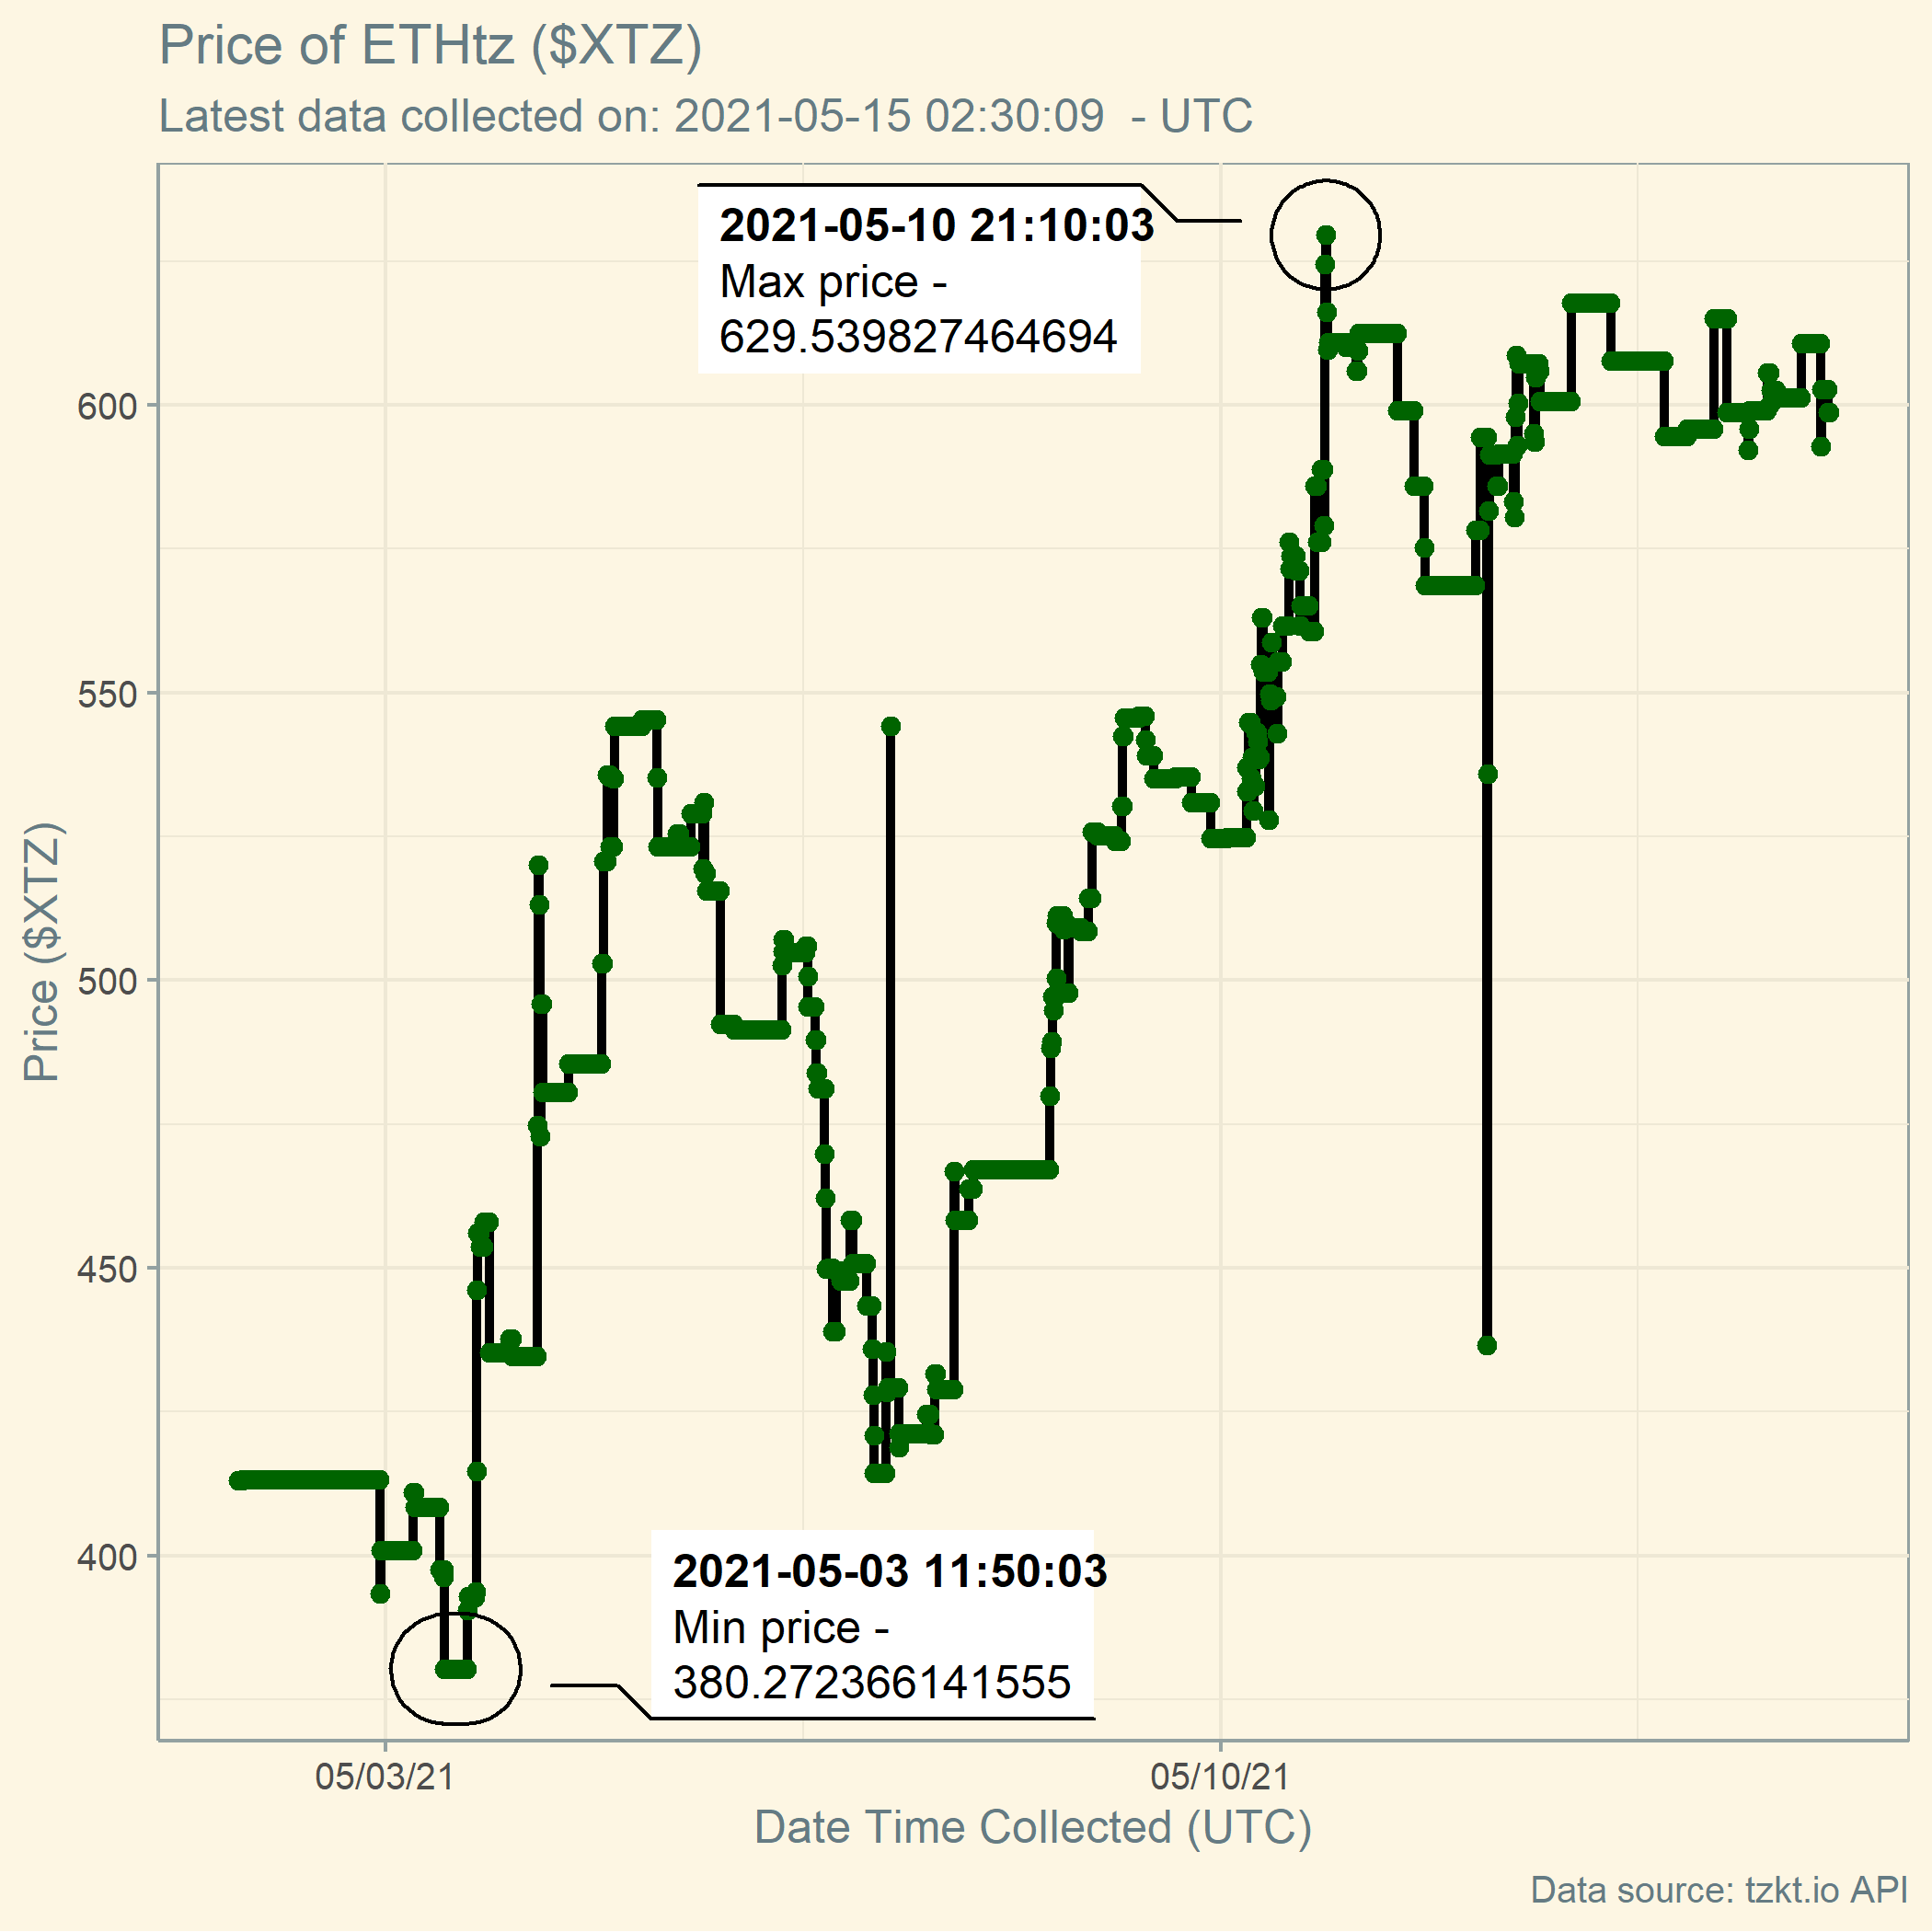 Price of ETHtz ($XTZ)
Latest data collected on: 2021-05-15 02:30:09  - UTC
2021-05-10 21:10:03
Max price -
629.539827464694
600
550
500
450
400
Price ($XTZ)
2021-05-03 11:50:03
Min price -
380.272366141555
05/03/21
05/10/21
Date Time Collected (UTC)
Data source: tzkt.io API